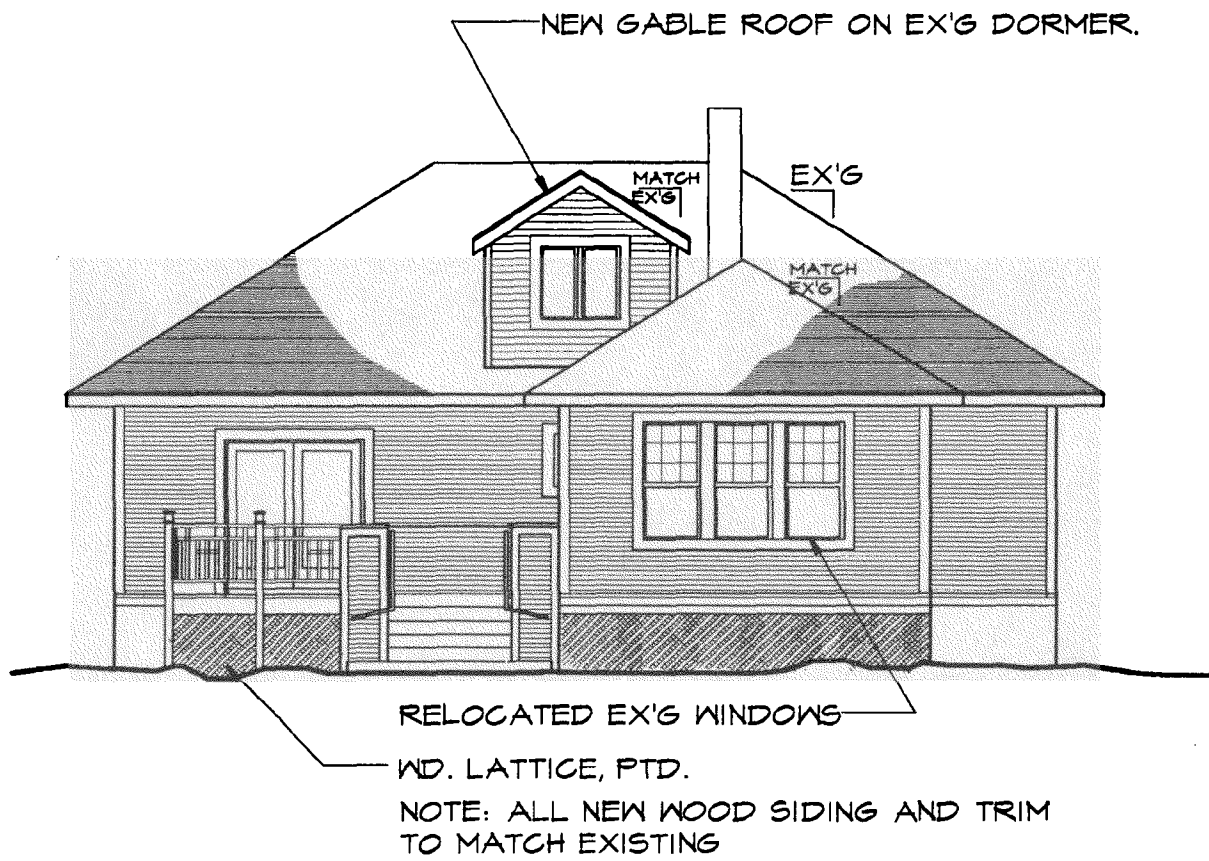 NEW GABLE ROOF ON EX'G DORMER.
MATCH
EX'G
EX'G
MATCH
EX'G
RELOCATED EX'G WINDOWS
WD. LATTICE, PTD.
NOTE: ALL NEW WOOD SIDING AND TRIM
TO MATCH EXISTING